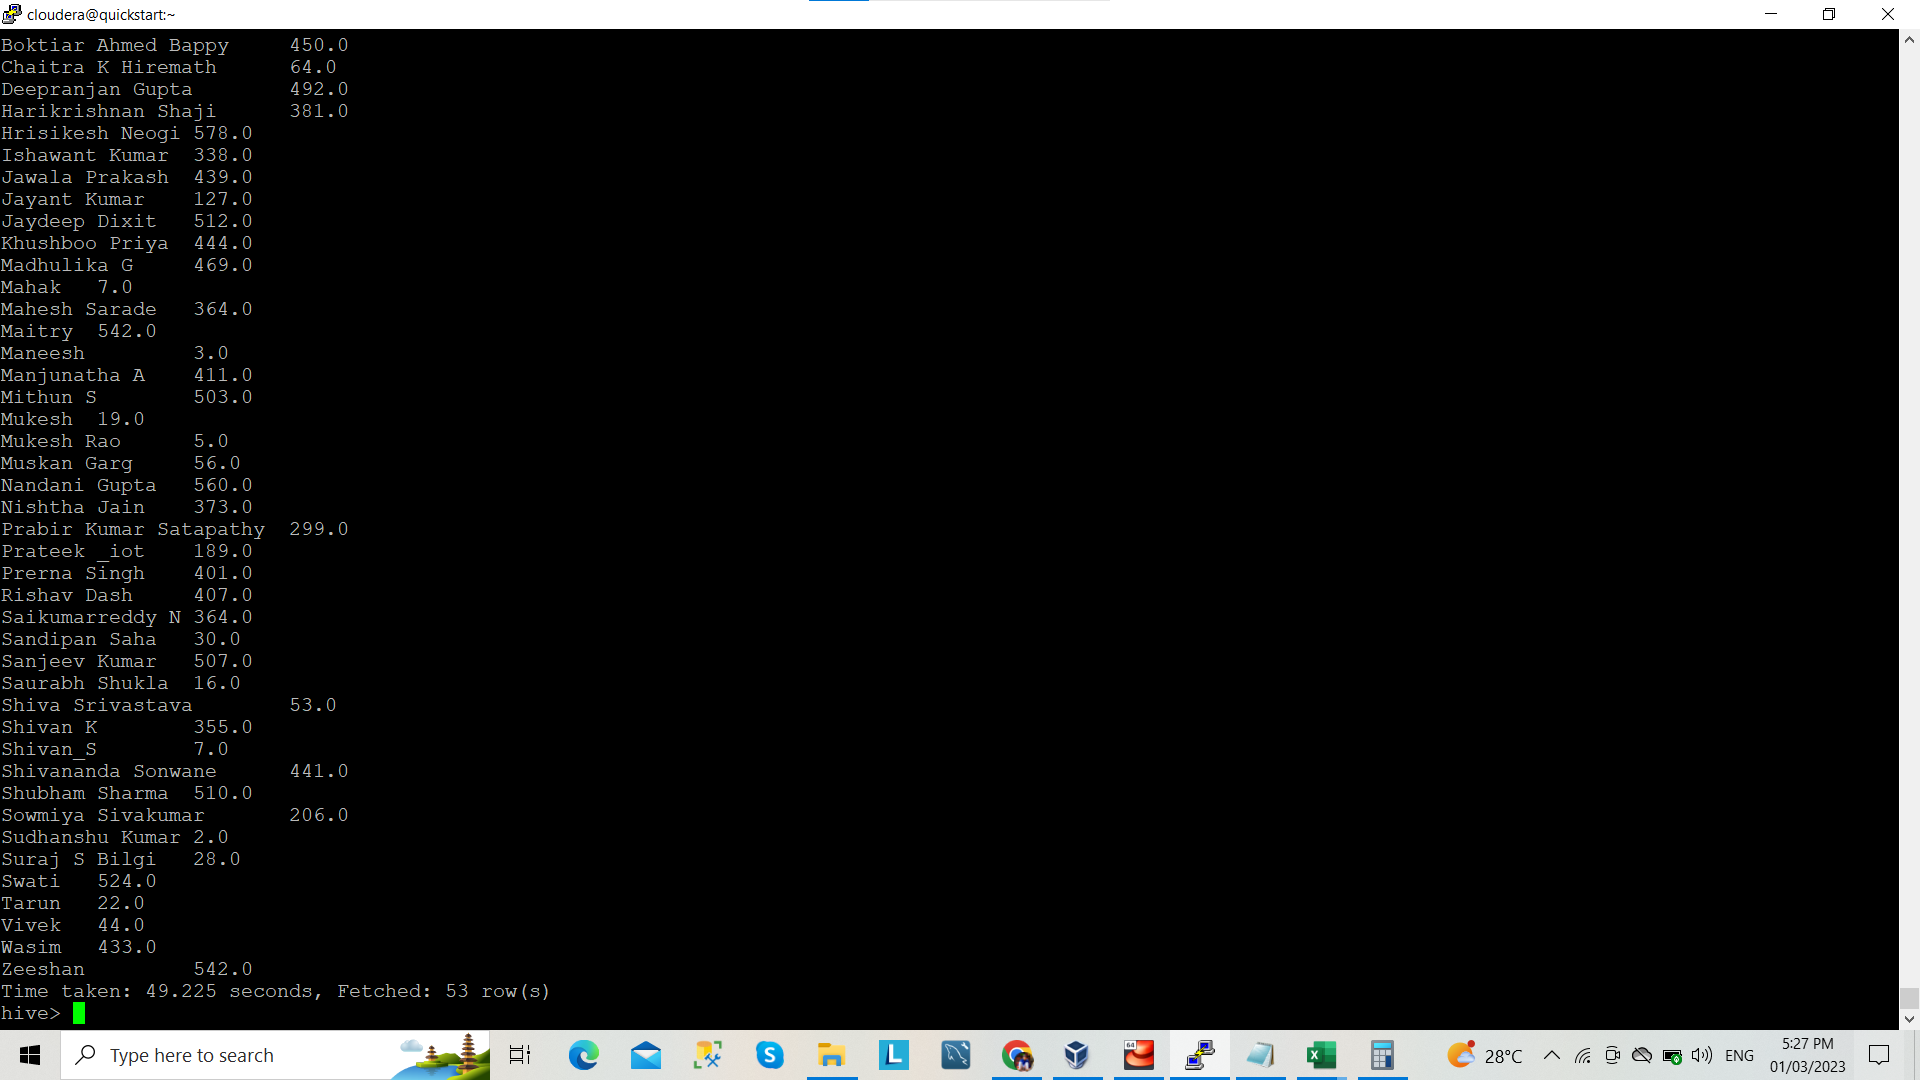 cloudera@quickstart:~
Boktiar Ahmed Bappy 450.0
Chaitra K Hiremath 64.0
Deepranjan Gupta 492.0
Harikrishnan Shaji 381.0
Hrisikesh Neogi 578.0
Ishawant Kumar 338.0
Jawala Prakash 439.0
Jayant Kumar 127.0
Jaydeep Dixit 512.0
Khushboo Priya 444.0
Madhulika G 469.0
Mahak 7.0
Mahesh Sarade 364.0
Maitry 542.0
Maneesh 3.0
Manjunatha A 411.0
Mithun S 503.0
Mukesh 19.0
Mukesh Rao 5.0
Muskan Garg 56.0
Nandani Gupta 560.0
Nishtha Jain 373.0
Prabir Kumar Satapathy 299.0
Prateek _iot 189.0
Prerna Singh 401.0
Rishav Dash 407.0
Saikumarreddy N 364.0
Sandipan Saha 30.0
Sanjeev Kumar 507.0
Saurabh Shukla 16.0
Shiva Srivastava 53.0
Shivan K 355.0
Shivan_S 7.0
Shivananda Sonwane 441.0
Shubham Sharma 510.0
Sowmiya Sivakumar 206.0
Sudhanshu Kumar 2.0
Suraj S Bilgi 28.0
Swati 524.0
Tarun 22.0
Vivek 44.0
Wasim 433.0
Zeeshan 542.0
Time taken: 49.225 seconds, Fetched: 53 row(s)
hive>
Type here to search
28°C
ENG
5:27 PM
01/03/2023